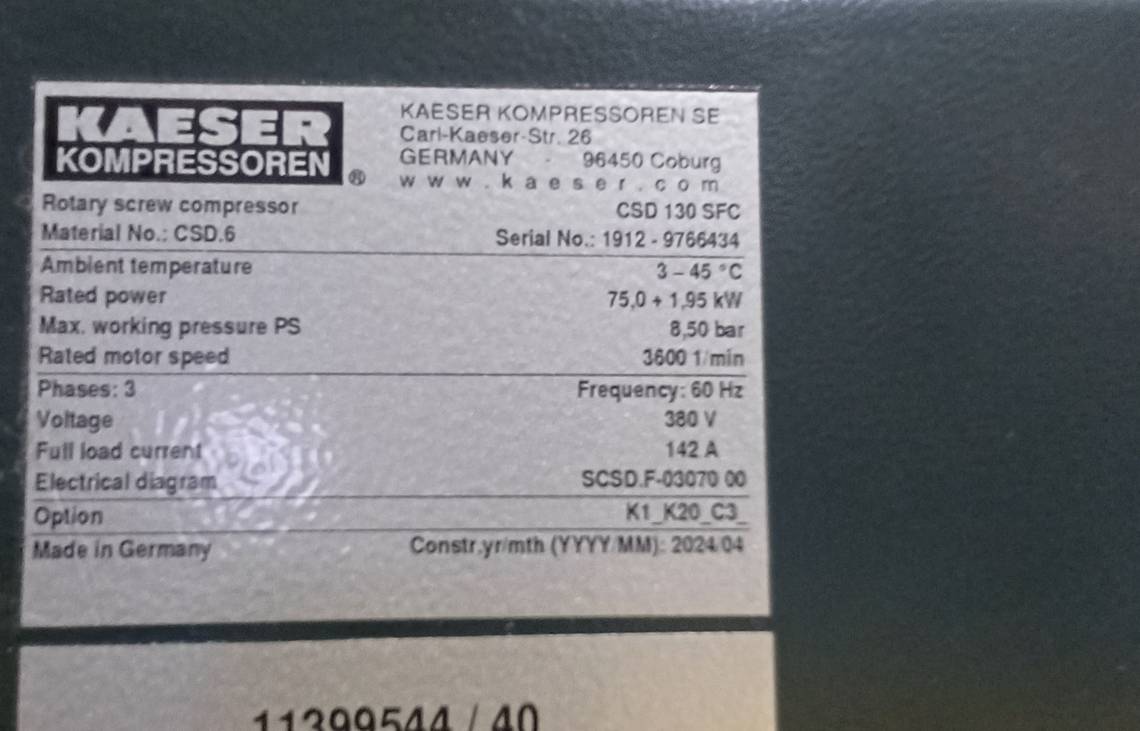 KAESER
KOMPRESSOREN
®
KAESER KOMPRESSOREN SE
Carl-Kaeser-Str. 26
GERMANY - 96450 Coburg
www.kaeser.com
Rotary screw compressor CSD 130 SFC
Material No.: CSD.6 Serial No.: 1912 - 9766434
Ambient temperature 3 – 45 °C
Rated power 75,0 + 1,95 kW
Max. working pressure PS 8,50 bar
Rated motor speed 3600 1/min
Phases: 3 Frequency: 60 Hz
Voltage 380 V
Full load current 142 A
Electrical diagram SCSD.F-03070 00
Option K1_K20_C3_
Made in Germany Constr.yr/mth (YYYY/MM): 2024/04
11399544 / 40